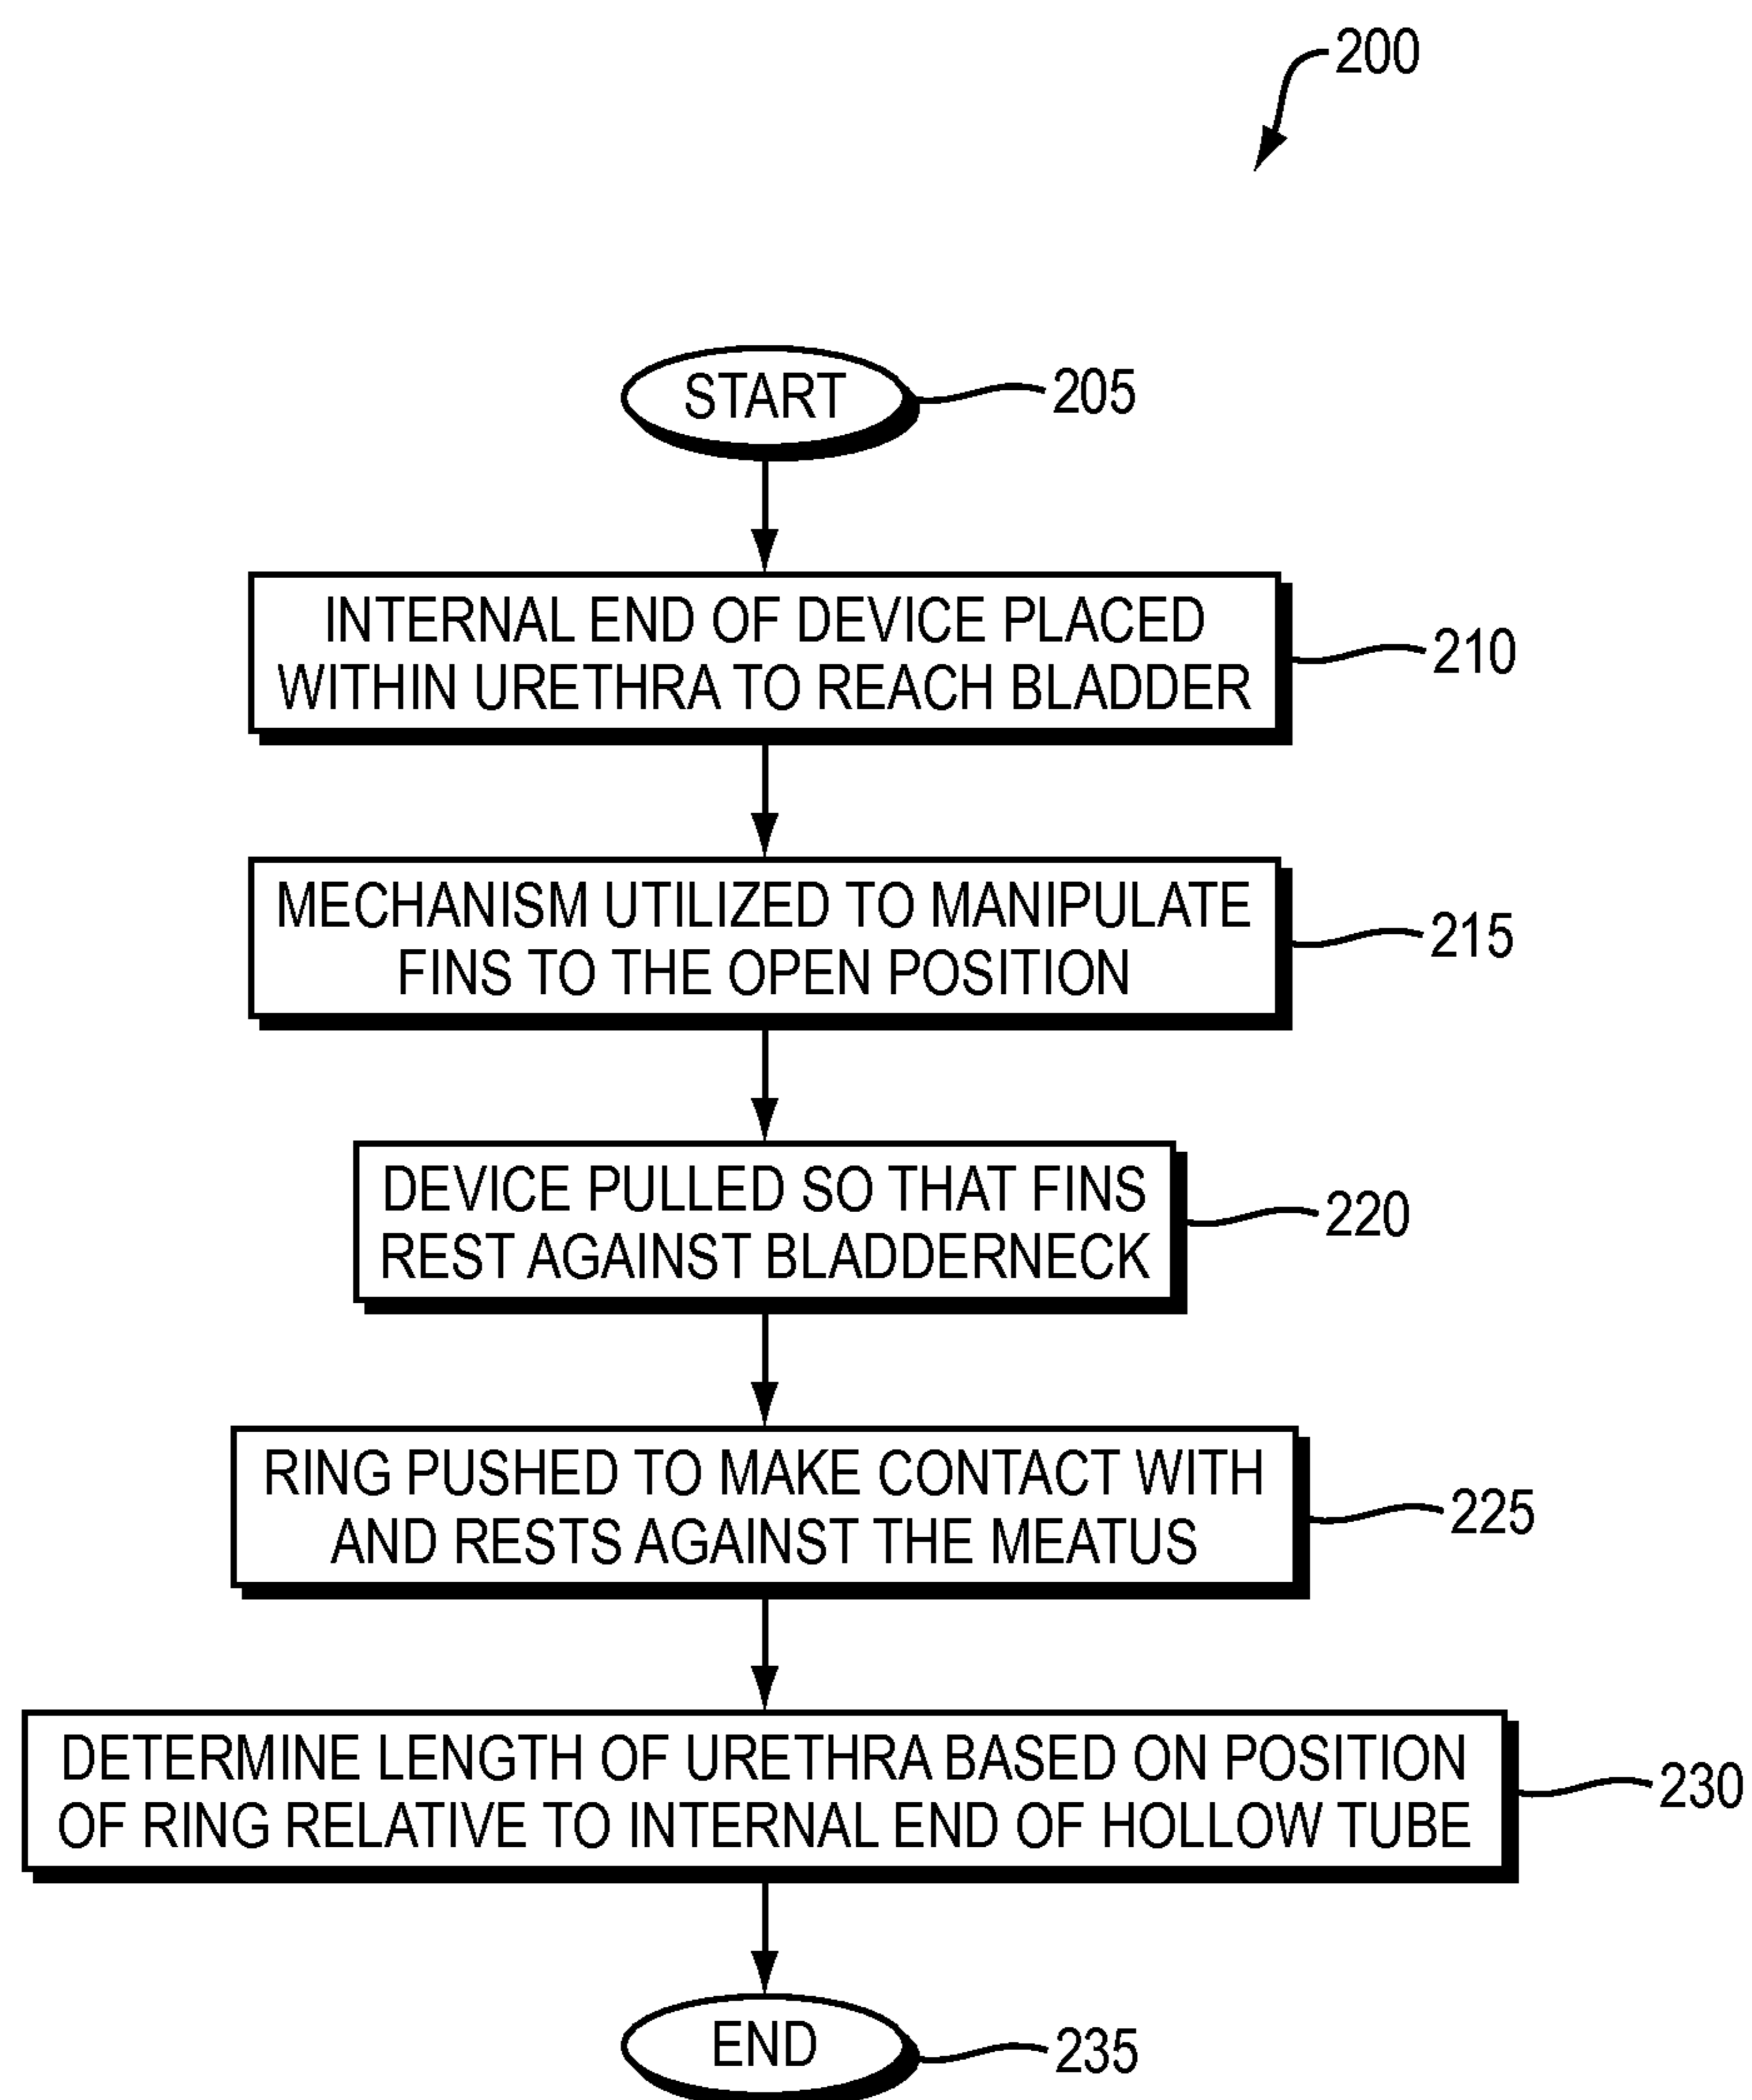 200
START
205
INTERNAL END OF DEVICE PLACED
WITHIN URETHRA TO REACH BLADDER
210
MECHANISM UTILIZED TO MANIPULATE
FINS TO THE OPEN POSITION
215
DEVICE PULLED SO THAT FINS
REST AGAINST BLADDERNECK
220
RING PUSHED TO MAKE CONTACT WITH
AND RESTS AGAINST THE MEATUS
225
DETERMINE LENGTH OF URETHRA BASED ON POSITION
OF RING RELATIVE TO INTERNAL END OF HOLLOW TUBE
230
END
235